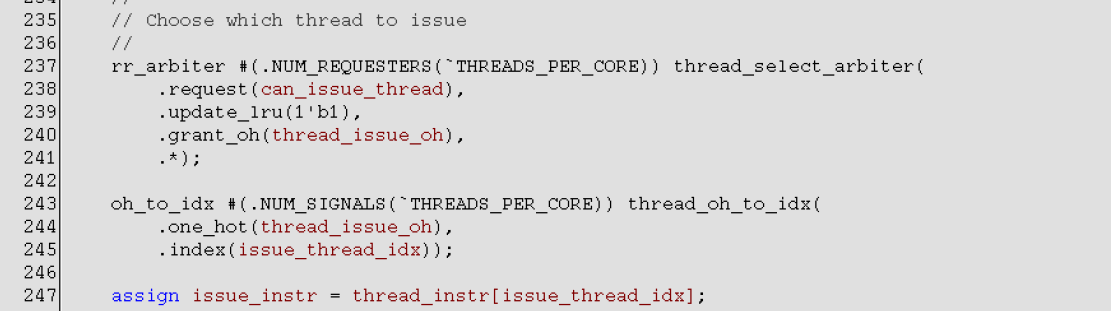 235 // Choose which thread to issue
236 //
237 rr_arbiter #(.NUM_REQUESTERS(`THREADS_PER_CORE)) thread_select_arbiter(
238 .request(can_issue_thread),
239 .update_lru(1'b1),
240 .grant_oh(thread_issue_oh),
241 .*);
242
243 oh_to_idx #(.NUM_SIGNALS(`THREADS_PER_CORE)) thread_oh_to_idx(
244 .one_hot(thread_issue_oh),
245 .index(issue_thread_idx));
246
247 assign issue_instr = thread_instr[issue_thread_idx];